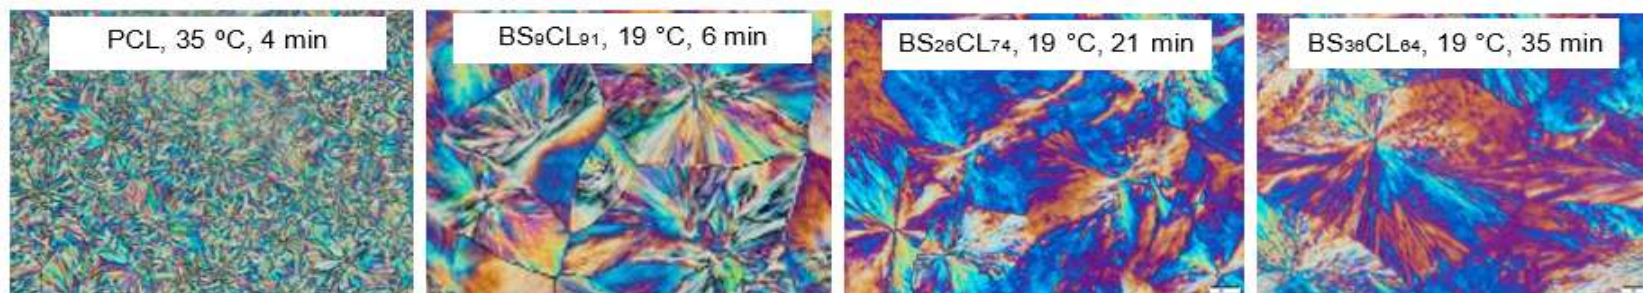 PCL, 35 ºC, 4 min
BS₉CL₉₁, 19 °C, 6 min
BS₂₆CL₇₄, 19 °C, 21 min
BS₃₆CL₆₄, 19 °C, 35 min